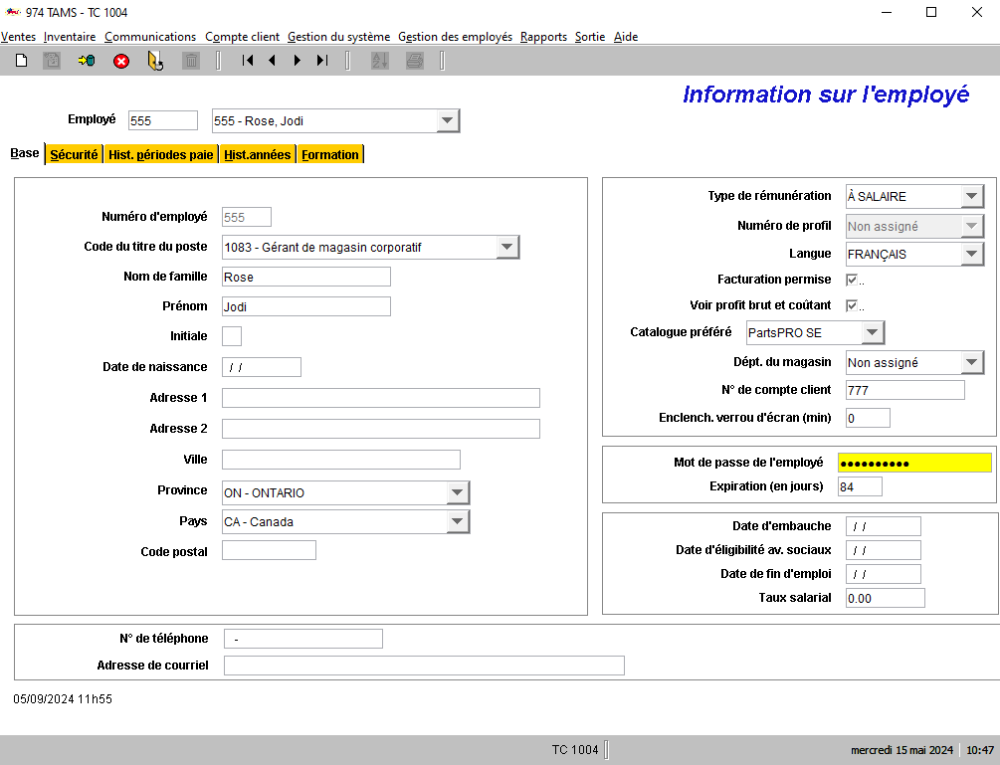 974 TAMS - TC 1004
Ventes Inventaire Communications Compte client Gestion du système Gestion des employés Rapports Sortie Aide
Information sur l'employé
Employé 555 555 - Rose, Jodi
Base Sécurité Hist. périodes paie Hist.années Formation
Numéro d'employé 555
Code du titre du poste 1083 - Gérant de magasin corporatif
Nom de famille Rose
Prénom Jodi
Initiale
Date de naissance / /
Adresse 1
Adresse 2
Ville
Province ON - ONTARIO
Pays CA - Canada
Code postal
Type de rémunération À SALAIRE
Numéro de profil Non assigné
Langue FRANÇAIS
Facturation permise ..
Voir profit brut et coûtant ..
Catalogue préféré PartsPRO SE
Dépt. du magasin Non assigné
N° de compte client 777
Enclench. verrou d'écran (min) 0
Mot de passe de l'employé ●●●●●●●●●●
Expiration (en jours) 84
Date d'embauche / /
Date d'éligibilité av. sociaux / /
Date de fin d'emploi / /
Taux salarial 0.00
N° de téléphone -
Adresse de courriel
05/09/2024 11h55
TC 1004
mercredi 15 mai 2024 10:47